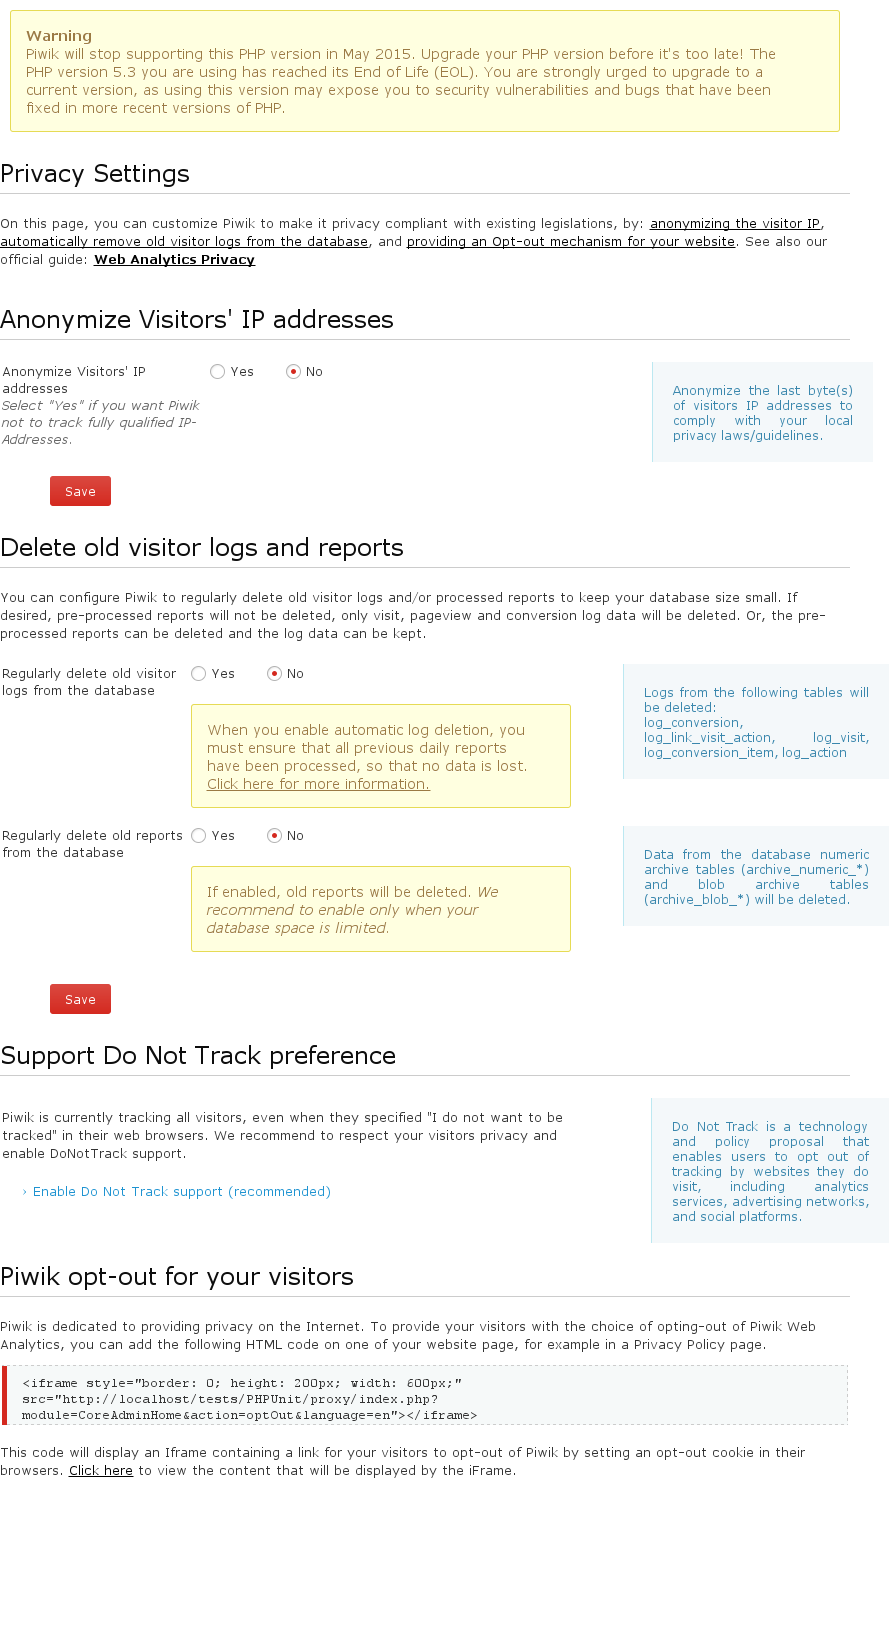 Warning
Piwik will stop supporting this PHP version in May 2015. Upgrade your PHP version before it's too late! The
PHP version 5.3 you are using has reached its End of Life (EOL). You are strongly urged to upgrade to a
current version, as using this version may expose you to security vulnerabilities and bugs that have been
fixed in more recent versions of PHP.
Privacy Settings
On this page, you can customize Piwik to make it privacy compliant with existing legislations, by: anonymizing the visitor IP,
automatically remove old visitor logs from the database, and providing an Opt-out mechanism for your website. See also our
official guide: Web Analytics Privacy
Anonymize Visitors' IP addresses
Anonymize Visitors' IP
addresses
Select "Yes" if you want Piwik
not to track fully qualified IP-
Addresses.
Yes No
Anonymize the last byte(s)
of visitors IP addresses to
comply with your local
privacy laws/guidelines.
Save
Delete old visitor logs and reports
You can configure Piwik to regularly delete old visitor logs and/or processed reports to keep your database size small. If
desired, pre-processed reports will not be deleted, only visit, pageview and conversion log data will be deleted. Or, the pre-
processed reports can be deleted and the log data can be kept.
Regularly delete old visitor
logs from the database
Yes No
When you enable automatic log deletion, you
must ensure that all previous daily reports
have been processed, so that no data is lost.
Click here for more information.
Logs from the following tables will
be deleted:
log_conversion,
log_link_visit_action, log_visit,
log_conversion_item, log_action
Regularly delete old reports
from the database
Yes No
If enabled, old reports will be deleted. We
recommend to enable only when your
database space is limited.
Data from the database numeric
archive tables (archive_numeric_*)
and blob archive tables
(archive_blob_*) will be deleted.
Save
Support Do Not Track preference
Piwik is currently tracking all visitors, even when they specified "I do not want to be
tracked" in their web browsers. We recommend to respect your visitors privacy and
enable DoNotTrack support.
› Enable Do Not Track support (recommended)
Do Not Track is a technology
and policy proposal that
enables users to opt out of
tracking by websites they do
visit, including analytics
services, advertising networks,
and social platforms.
Piwik opt-out for your visitors
Piwik is dedicated to providing privacy on the Internet. To provide your visitors with the choice of opting-out of Piwik Web
Analytics, you can add the following HTML code on one of your website page, for example in a Privacy Policy page.
<iframe style="border: 0; height: 200px; width: 600px;"
src="http://localhost/tests/PHPUnit/proxy/index.php?
module=CoreAdminHome&action=optOut&language=en"></iframe>
This code will display an Iframe containing a link for your visitors to opt-out of Piwik by setting an opt-out cookie in their
browsers. Click here to view the content that will be displayed by the iFrame.